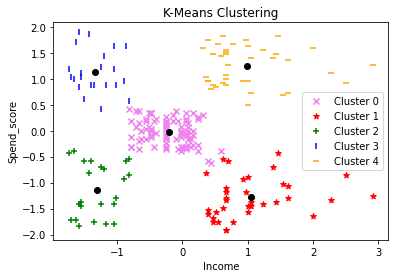 K-Means Clustering
Spend_score
2.0
1.5
1.0
0.5
0.0
−0.5
−1.0
−1.5
−2.0
Cluster 0
Cluster 1
Cluster 2
Cluster 3
Cluster 4
−1
0
1
2
3
Income